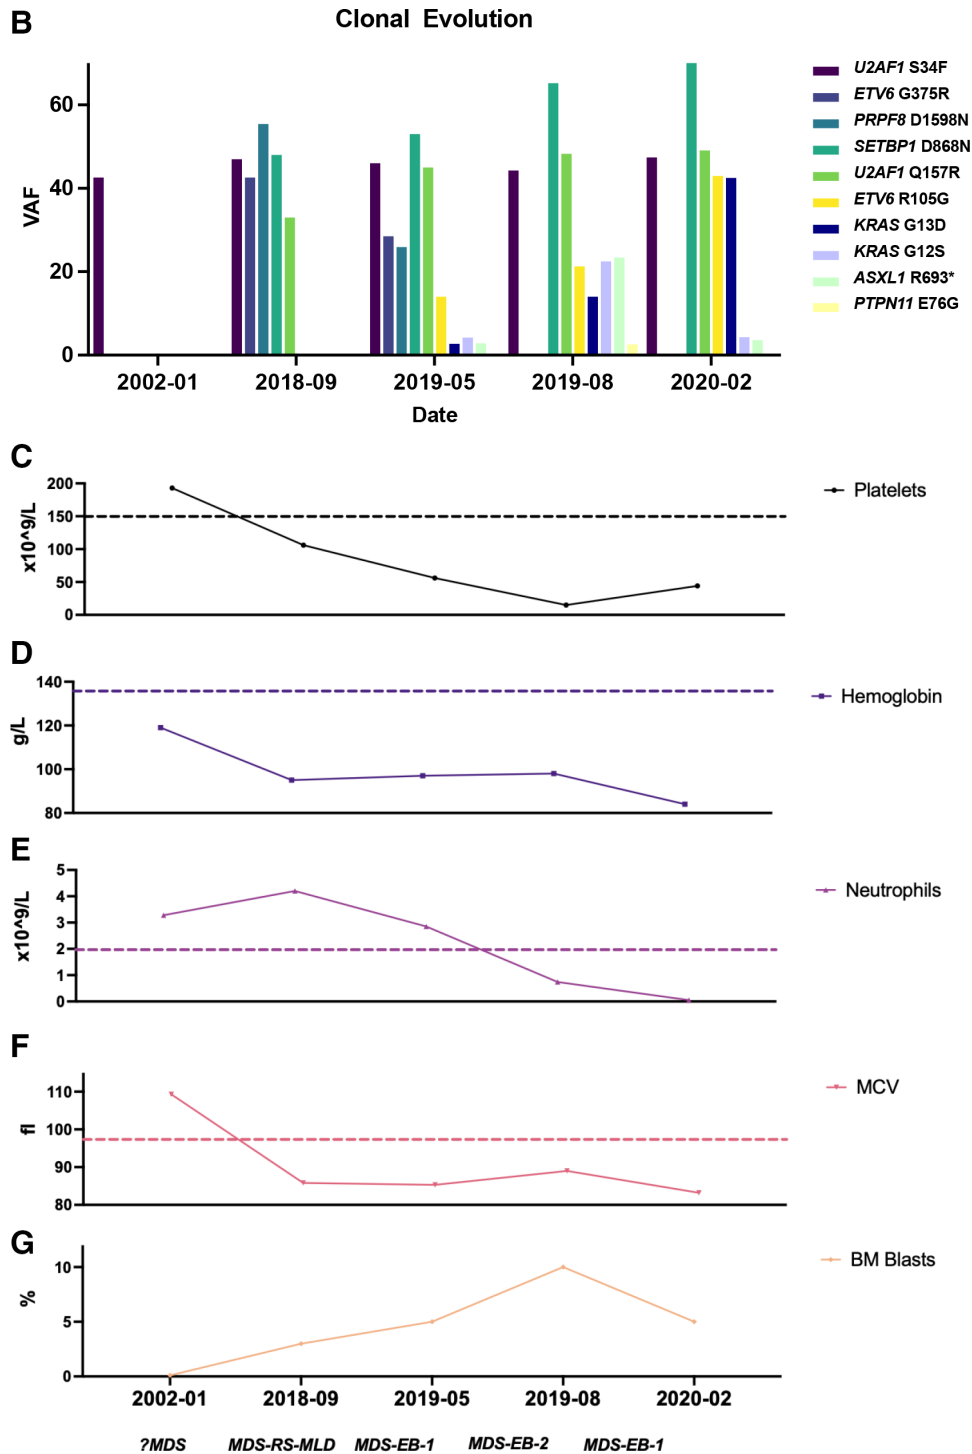 B
Clonal Evolution
60
40
20
0
VAF
2002-01 2018-09 2019-05 2019-08 2020-02
Date
U2AF1 S34F
ETV6 G375R
PRPF8 D1598N
SETBP1 D868N
U2AF1 Q157R
ETV6 R105G
KRAS G13D
KRAS G12S
ASXL1 R693*
PTPN11 E76G
C
200
150
100
50
0
x10^9/L
Platelets
D
140
120
100
80
g/L
Hemoglobin
E
5
4
3
2
1
0
x10^9/L
Neutrophils
F
110
100
90
80
fl
MCV
G
10
5
0
%
BM Blasts
2002-01 2018-09 2019-05 2019-08 2020-02
?MDS MDS-RS-MLD MDS-EB-1 MDS-EB-2 MDS-EB-1